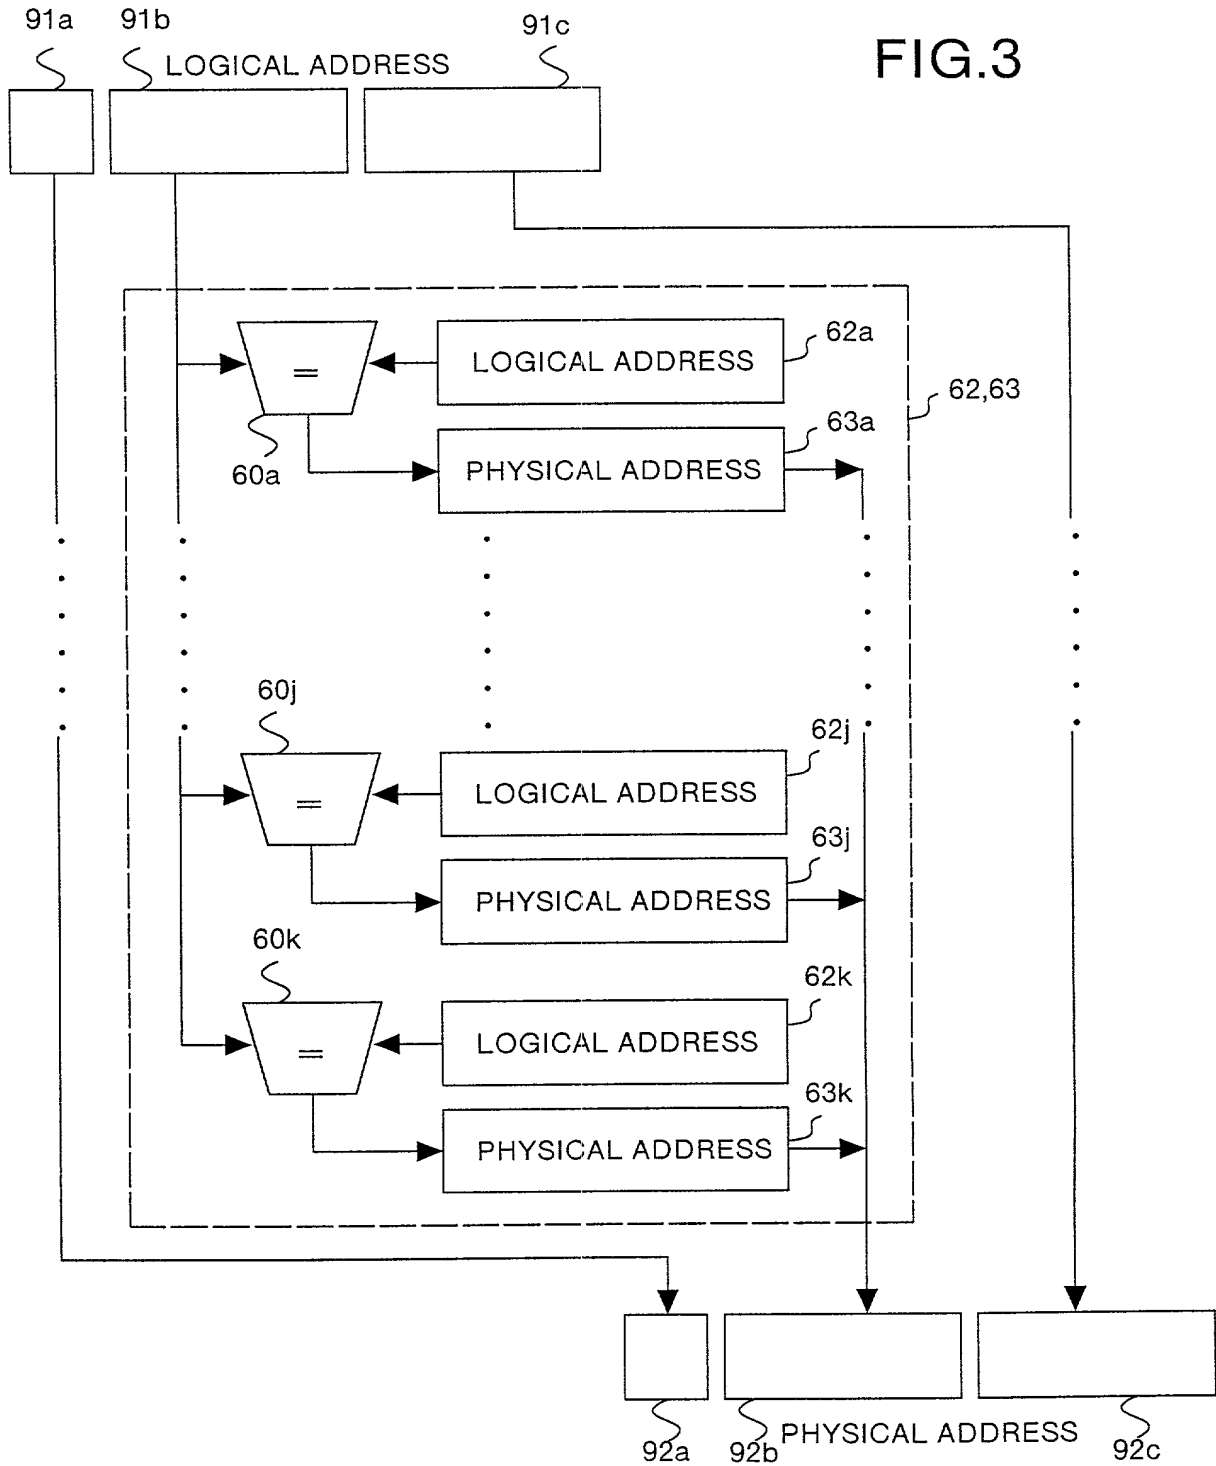 91a 91b 91c
LOGICAL ADDRESS
FIG.3
=
LOGICAL ADDRESS
62a
62,63
60a
63a
PHYSICAL ADDRESS
60j
62j
=
LOGICAL ADDRESS
63j
PHYSICAL ADDRESS
60k
62k
=
LOGICAL ADDRESS
63k
PHYSICAL ADDRESS
92a 92b PHYSICAL ADDRESS 92c